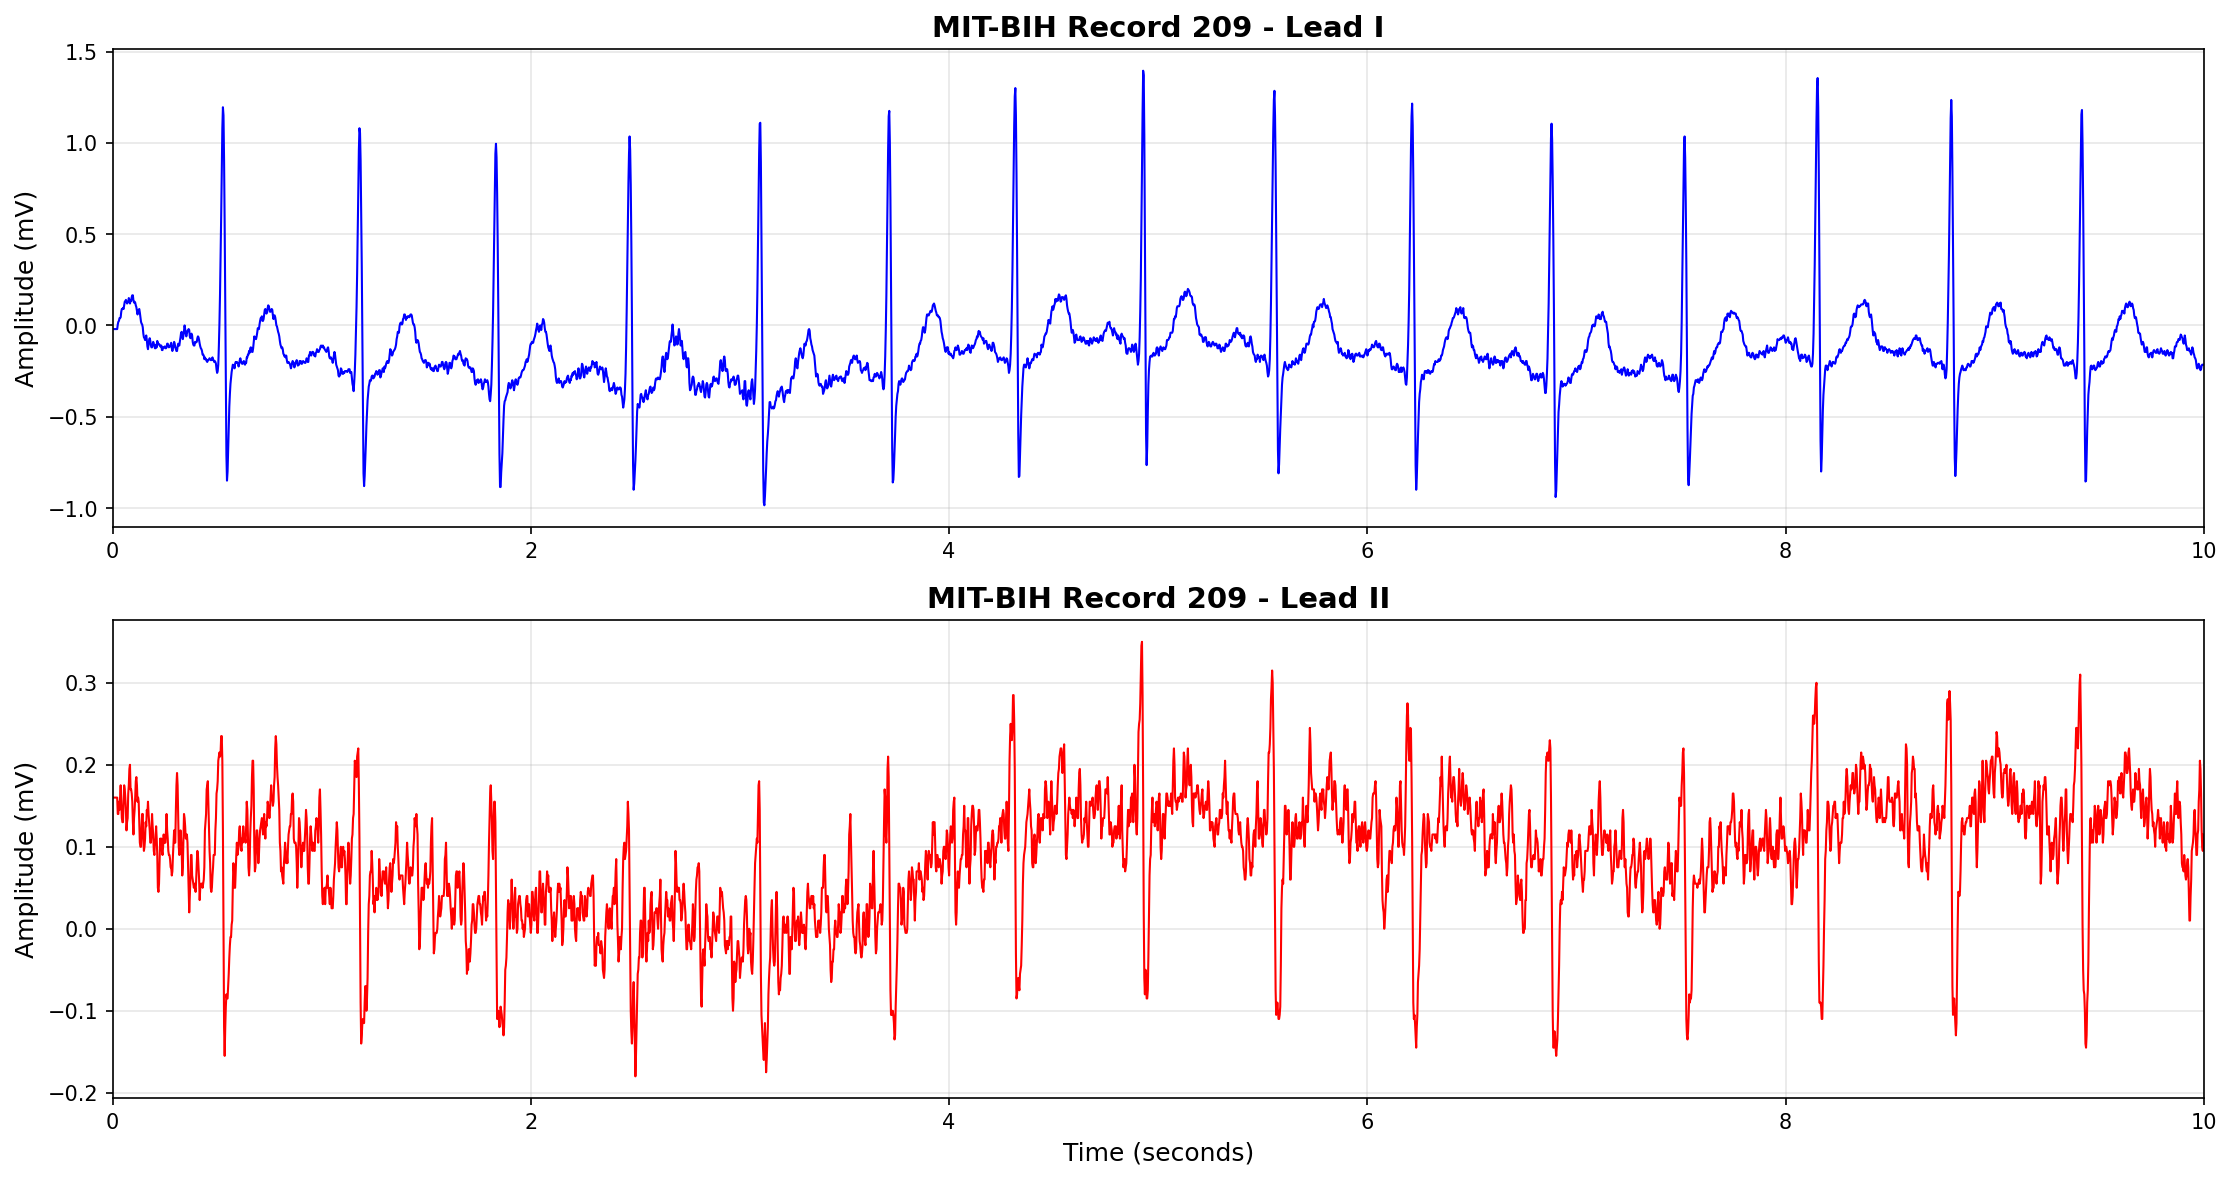 MIT-BIH Record 209 - Lead I
1.5
1.0
0.5
0.0
−0.5
−1.0
Amplitude (mV)
0 2 4 6 8 10
MIT-BIH Record 209 - Lead II
0.3
0.2
0.1
0.0
−0.1
−0.2
Amplitude (mV)
0 2 4 6 8 10
Time (seconds)